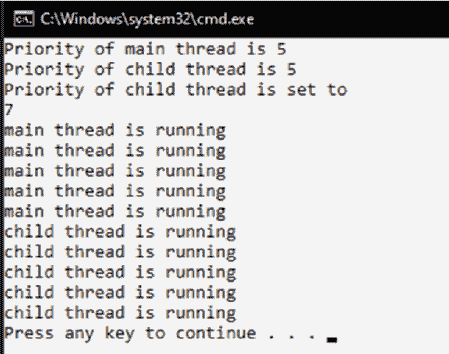 C:\Windows\system32\cmd.exe
Priority of main thread is 5
Priority of child thread is 5
Priority of child thread is set to
7
main thread is running
main thread is running
main thread is running
main thread is running
main thread is running
child thread is running
child thread is running
child thread is running
child thread is running
child thread is running
Press any key to continue . . .